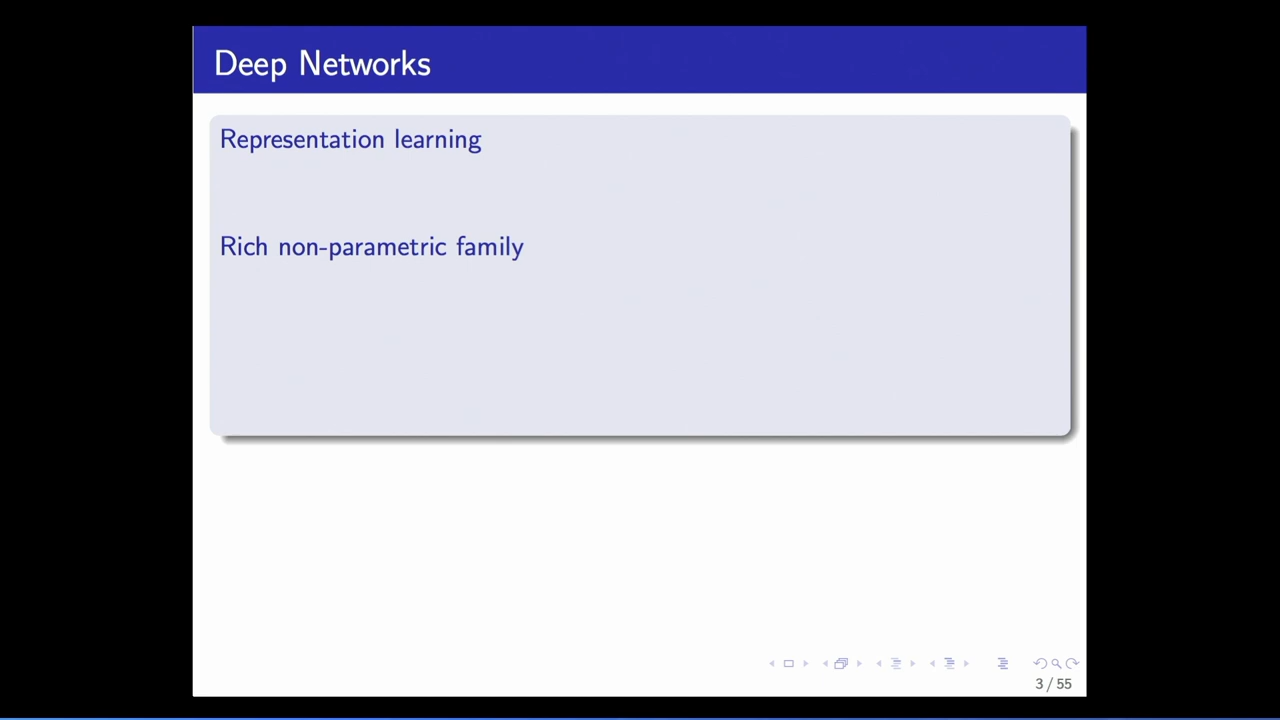 Deep Networks
Representation learning
Rich non-parametric family
3 / 55